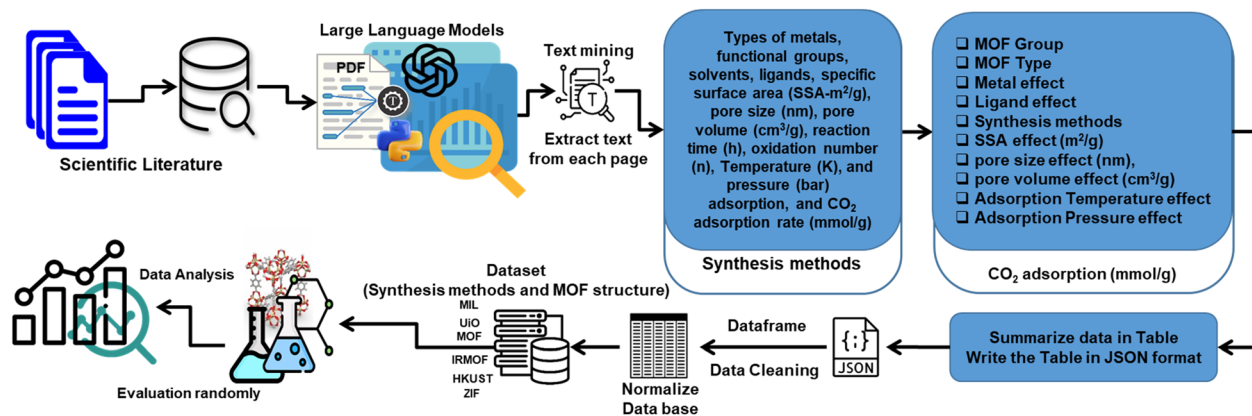 Scientific Literature
Large Language Models
PDF
T
Text mining
T
Extract text
from each page
Types of metals,
functional groups,
solvents, ligands, specific
surface area (SSA-m²/g),
pore size (nm), pore
volume (cm³/g), reaction
time (h), oxidation number
(n), Temperature (K), and
pressure (bar)
adsorption, and CO₂
adsorption rate (mmol/g)
Synthesis methods
MOF Group
MOF Type
Metal effect
Ligand effect
Synthesis methods
SSA effect (m²/g)
pore size effect (nm),
pore volume effect (cm³/g)
Adsorption Temperature effect
Adsorption Pressure effect
CO₂ adsorption (mmol/g)
Summarize data in Table
Write the Table in JSON format
{;}
JSON
Dataframe
Data Cleaning
Normalize
Data base
Dataset
(Synthesis methods and MOF structure)
MIL
UiO
MOF
IRMOF
HKUST
ZIF
Evaluation randomly
Data Analysis